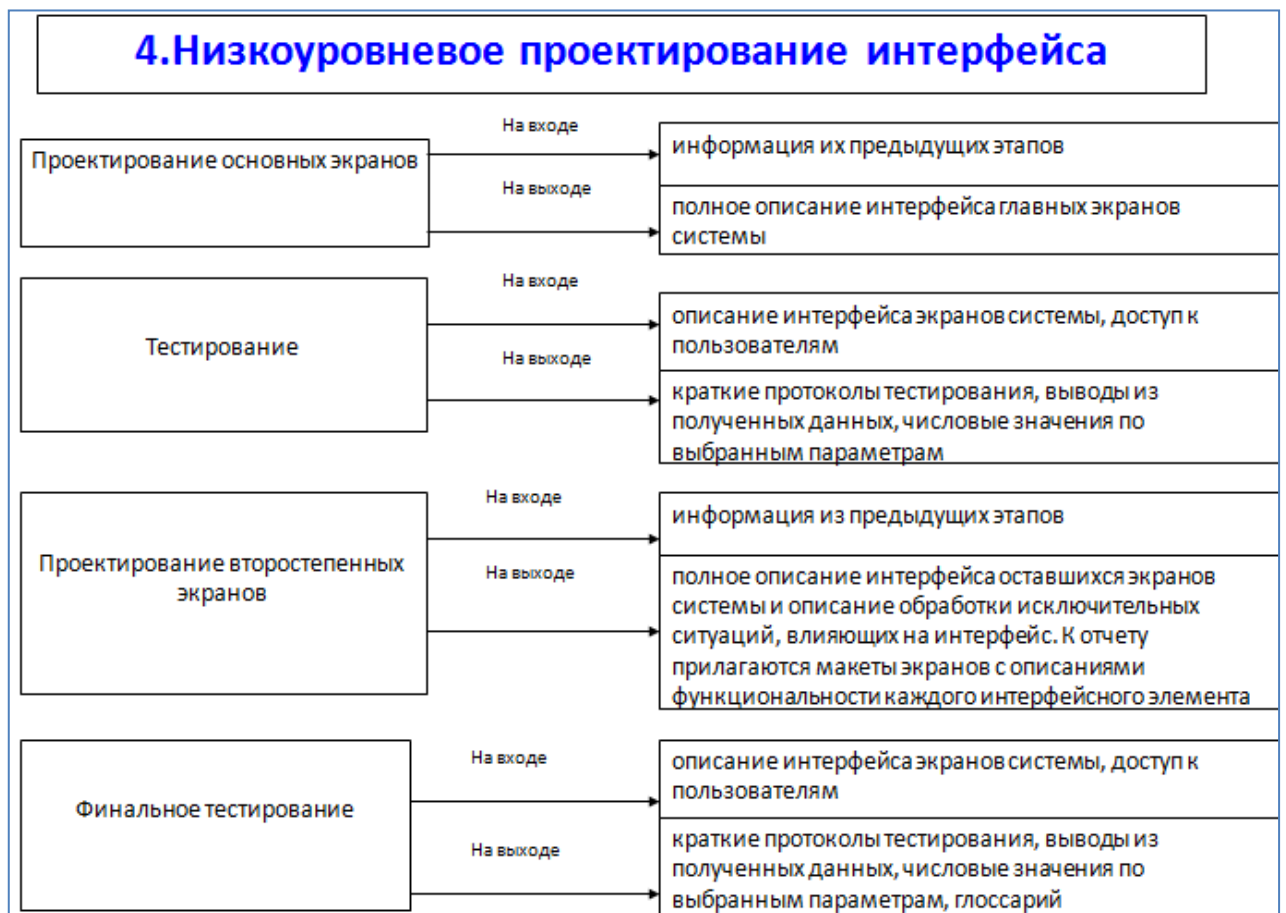 4.Низкоуровневое проектирование интерфейса
На входе
Проектирование основных экранов
информация их предыдущих этапов
На выходе
полное описание интерфейса главных экранов
системы
На входе
Тестирование
описание интерфейса экранов системы, доступ к
пользователям
На выходе
краткие протоколы тестирования, выводы из
полученных данных, числовые значения по
выбранным параметрам
На входе
Проектирование второстепенных
экранов
информация из предыдущих этапов
На выходе
полное описание интерфейса оставшихся экранов
системы и описание обработки исключительных
ситуаций, влияющих на интерфейс. К отчету
прилагаются макеты экранов с описаниями
функциональности каждого интерфейсного элемента
На входе
Финальное тестирование
описание интерфейса экранов системы, доступ к
пользователям
На выходе
краткие протоколы тестирования, выводы из
полученных данных, числовые значения по
выбранным параметрам, глоссарий